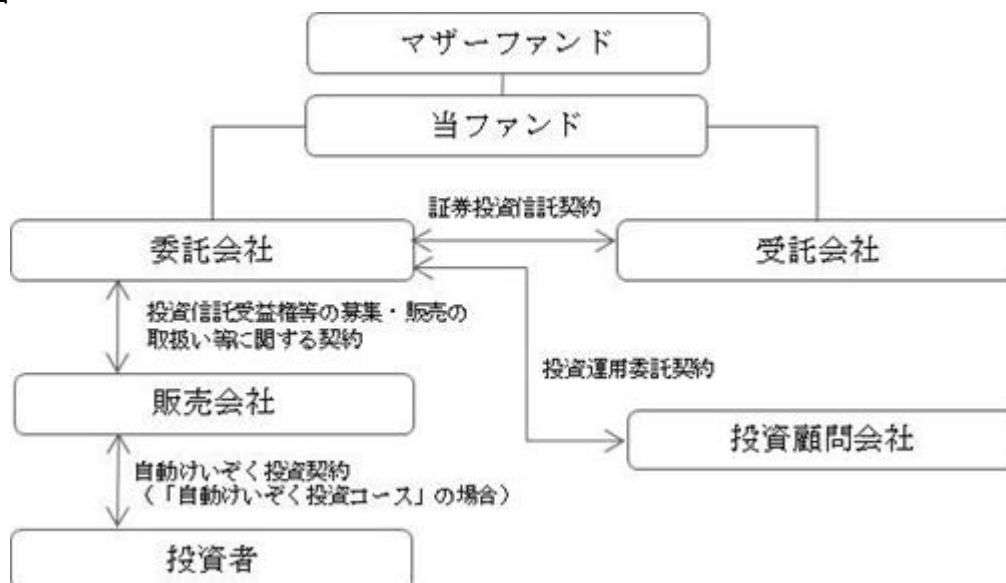 マザーファンド
当ファンド
証券投資信託契約
委託会社
受託会社
投資信託受益権等の募集・販売の
取扱い等に関する契約
投資運用委託契約
販売会社
投資顧問会社
自動けいぞく投資契約
（「自動けいぞく投資コース」の場合）
投資者